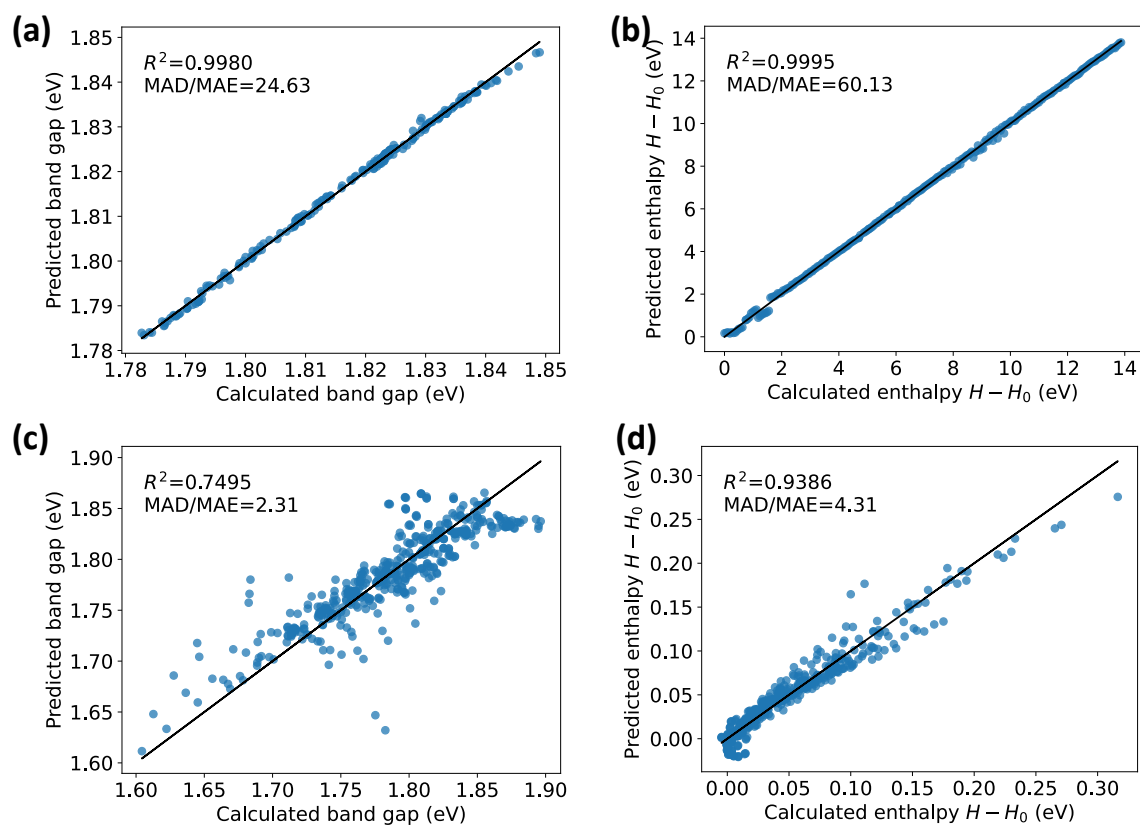 (a)
R²=0.9980
MAD/MAE=24.63
Predicted band gap (eV)
1.85
1.84
1.83
1.82
1.81
1.80
1.79
1.78
1.78 1.79 1.80 1.81 1.82 1.83 1.84 1.85
Calculated band gap (eV)
(b)
R²=0.9995
MAD/MAE=60.13
Predicted enthalpy H − H₀ (eV)
14
12
10
8
6
4
2
0
0 2 4 6 8 10 12 14
Calculated enthalpy H − H₀ (eV)
(c)
R²=0.7495
MAD/MAE=2.31
Predicted band gap (eV)
1.90
1.85
1.80
1.75
1.70
1.65
1.60
1.60 1.65 1.70 1.75 1.80 1.85 1.90
Calculated band gap (eV)
(d)
R²=0.9386
MAD/MAE=4.31
Predicted enthalpy H − H₀ (eV)
0.30
0.25
0.20
0.15
0.10
0.05
0.00
0.00 0.05 0.10 0.15 0.20 0.25 0.30
Calculated enthalpy H − H₀ (eV)